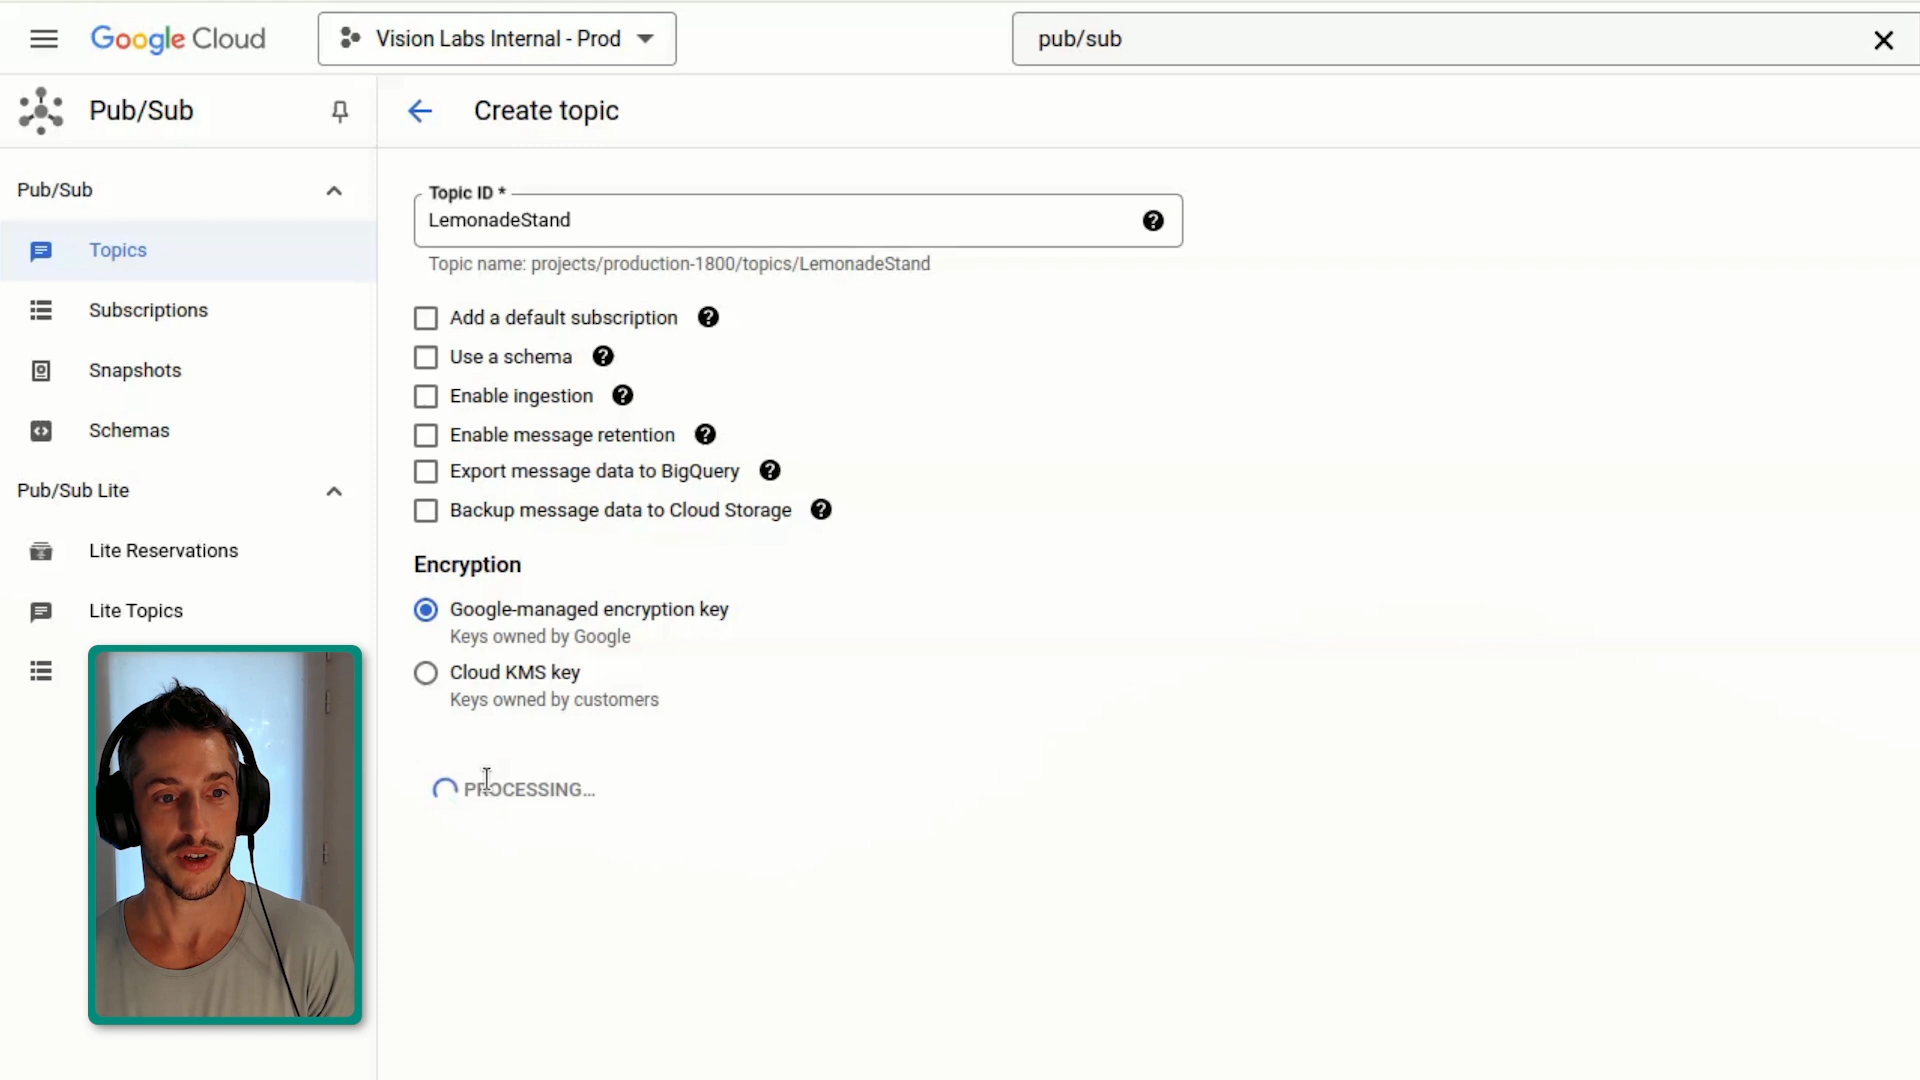 Google Cloud
Vision Labs Internal - Prod
pub/sub
Pub/Sub
Create topic
Pub/Sub
Topics
Subscriptions
Snapshots
Schemas
Pub/Sub Lite
Lite Reservations
Lite Topics
Topic ID *
LemonadeStand
Topic name: projects/production-1800/topics/LemonadeStand
Add a default subscription
Use a schema
Enable ingestion
Enable message retention
Export message data to BigQuery
Backup message data to Cloud Storage
Encryption
Google-managed encryption key
Keys owned by Google
Cloud KMS key
Keys owned by customers
PROCESSING...